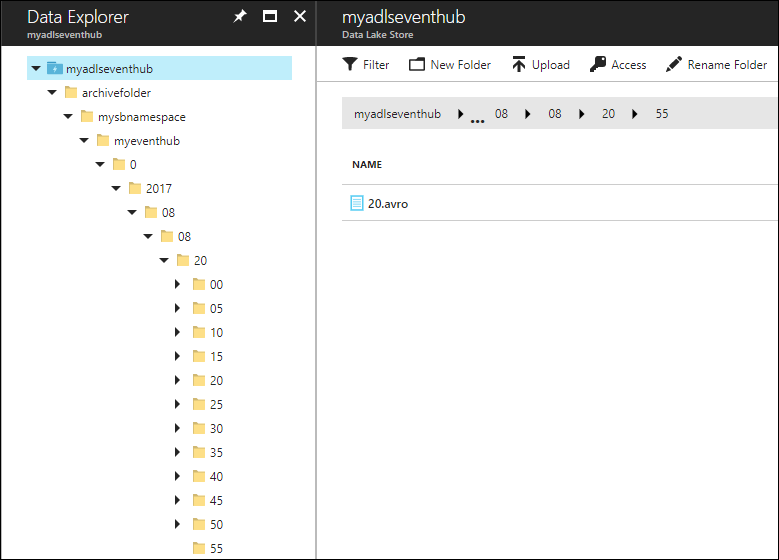 Data Explorer
myadlseventhub
myadlseventhub
archivefolder
mysbnamespace
myeventhub
0
2017
08
08
20
00
05
10
15
20
25
30
35
40
45
50
55
myadlseventhub
Data Lake Store
Filter New Folder Upload Access Rename Folder
myadlseventhub ... 08 08 20 55
NAME
20.avro